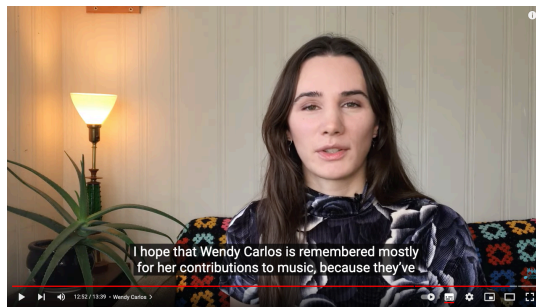 I hope that Wendy Carlos is remembered mostly
for her contributions to music, because they've
12:52 / 13:39 • Wendy Carlos >